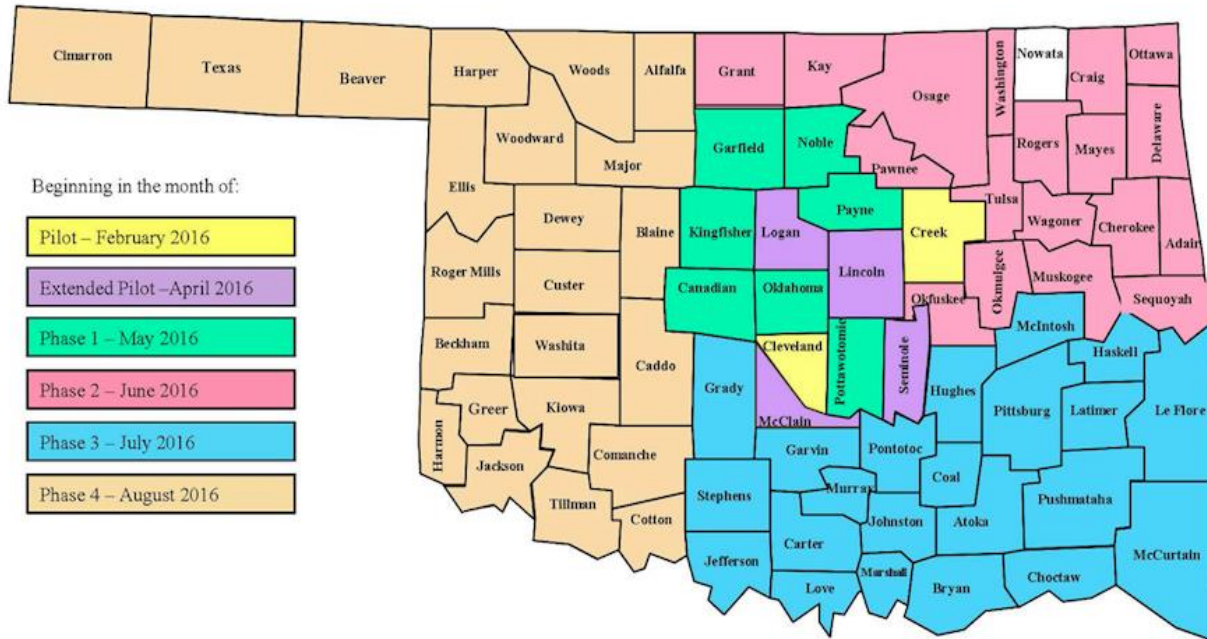 Cimarron
Texas
Beaver
Harper
Woods
Alfalfa
Grant
Kay
Osage
Washington
Nowata
Craig
Ottawa
Woodward
Major
Garfield
Noble
Pawnee
Rogers
Mayes
Delaware
Beginning in the month of:
Pilot – February 2016
Extended Pilot –April 2016
Phase 1 – May 2016
Phase 2 – June 2016
Phase 3 – July 2016
Phase 4 – August 2016
Ellis
Dewey
Blaine
Kingfisher
Logan
Payne
Creek
Tulsa
Wagoner
Cherokee
Adair
Roger Mills
Custer
Canadian
Oklahoma
Lincoln
Okfuskee
Okmulgee
Muskogee
Sequoyah
Beckham
Washita
Caddo
Grady
Cleveland
Pottawotomic
Seminole
Hughes
McIntosh
Haskell
Harmon
Greer
Kiowa
McClain
Pittsburg
Latimer
Le Flore
Jackson
Comanche
Garvin
Pontotoc
Coal
Tillman
Cotton
Stephens
Murray
Johnston
Atoka
Pushmataha
Jefferson
Carter
McCurtain
Love
Marshall
Bryan
Choctaw